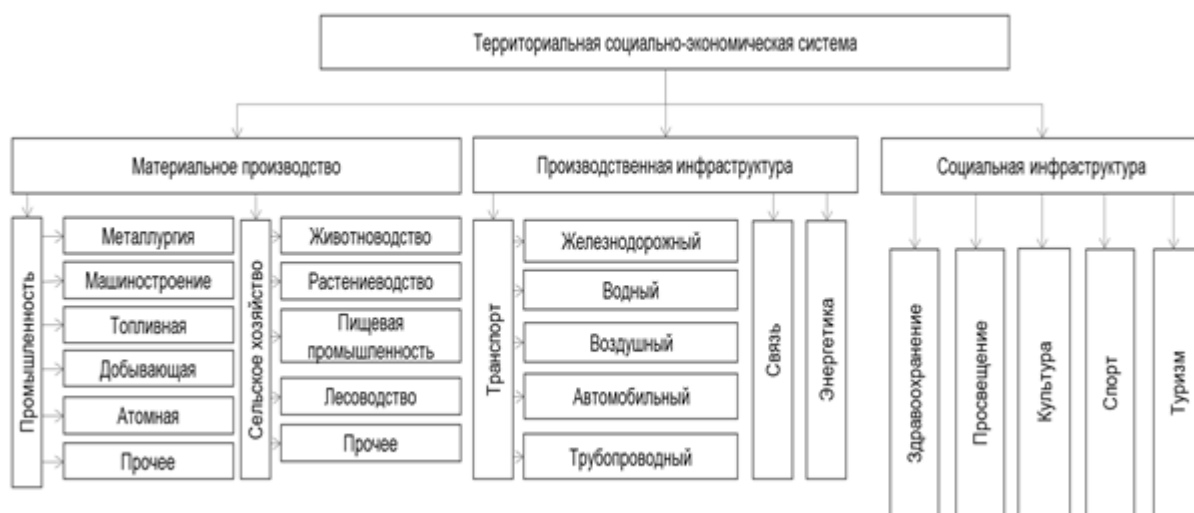 Территориальная социально-экономическая система
Материальное производство
Производственная инфраструктура
Социальная инфраструктура
Промышленность
Металлургия
Машиностроение
Топливная
Добывающая
Атомная
Прочее
Сельское хозяйство
Животноводство
Растениеводство
Пищевая
промышленность
Лесоводство
Прочее
Транспорт
Железнодорожный
Водный
Воздушный
Автомобильный
Трубопроводный
Связь
Энергетика
Здравоохранение
Просвещение
Культура
Спорт
Туризм